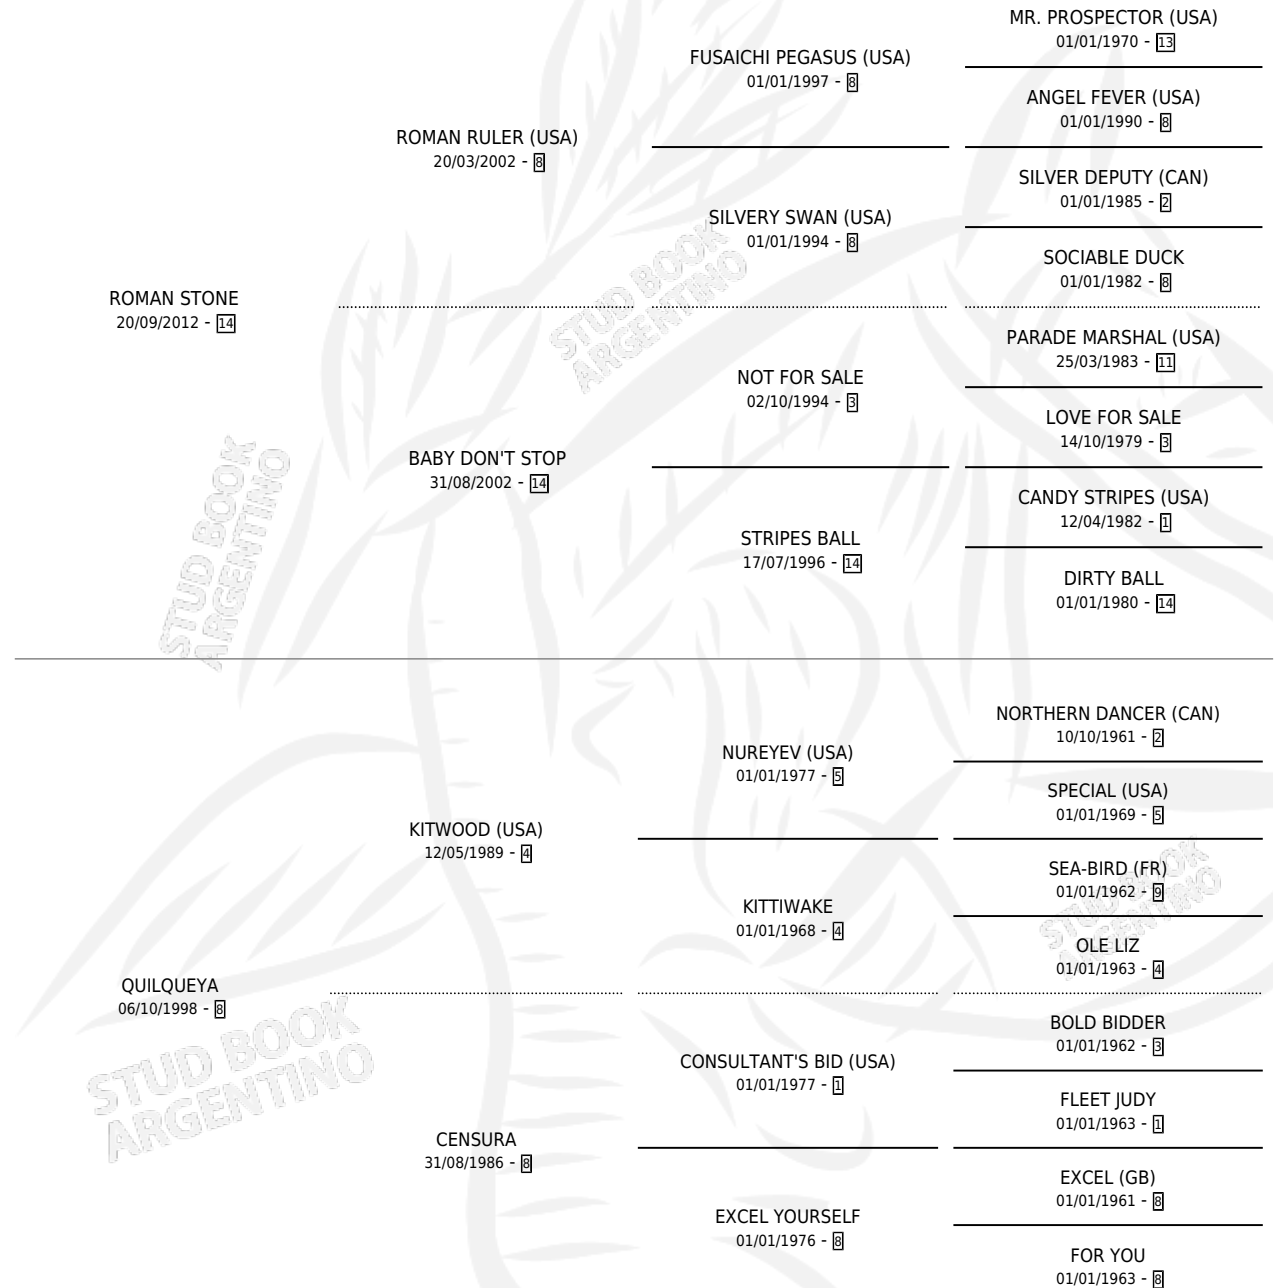 MR. PROSPECTOR (USA)
01/01/1970 - 13
FUSAICHI PEGASUS (USA)
01/01/1997 - 8
ANGEL FEVER (USA)
01/01/1990 - 8
ROMAN RULER (USA)
20/03/2002 - 8
SILVER DEPUTY (CAN)
01/01/1985 - 2
SILVERY SWAN (USA)
01/01/1994 - 8
SOCIABLE DUCK
01/01/1982 - 8
ROMAN STONE
20/09/2012 - 14
STUD BOOK
ARGENTINO
PARADE MARSHAL (USA)
25/03/1983 - 11
NOT FOR SALE
02/10/1994 - 3
LOVE FOR SALE
14/10/1979 - 3
BABY DON'T STOP
31/08/2002 - 14
CANDY STRIPES (USA)
12/04/1982 - 1
STRIPES BALL
17/07/1996 - 14
DIRTY BALL
01/01/1980 - 14
STUD BOOK
ARGENTINO
NORTHERN DANCER (CAN)
10/10/1961 - 2
NUREYEV (USA)
01/01/1977 - 5
SPECIAL (USA)
01/01/1969 - 5
KITWOOD (USA)
12/05/1989 - 4
SEA-BIRD (FR)
01/01/1962 - 9
KITTIWAKE
01/01/1968 - 4
STUD BOOK
ARGENTINO
OLE LIZ
01/01/1963 - 4
QUILQUEYA
06/10/1998 - 8
BOLD BIDDER
01/01/1962 - 3
STUD BOOK
ARGENTINO
CONSULTANT'S BID (USA)
01/01/1977 - 1
FLEET JUDY
01/01/1963 - 1
CENSURA
31/08/1986 - 8
EXCEL (GB)
01/01/1961 - 8
EXCEL YOURSELF
01/01/1976 - 8
FOR YOU
01/01/1963 - 8